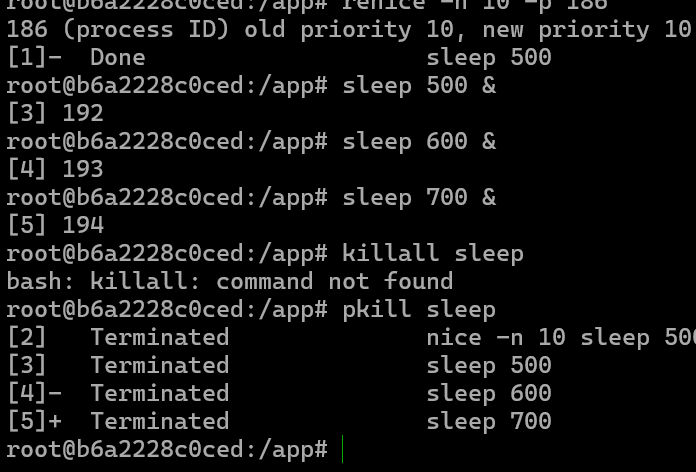 root@b6a2228c0ced:/app# renice -n 10 -p 186
186 (process ID) old priority 10, new priority 10
[1]-  Done                    sleep 500
root@b6a2228c0ced:/app# sleep 500 &
[3] 192
root@b6a2228c0ced:/app# sleep 600 &
[4] 193
root@b6a2228c0ced:/app# sleep 700 &
[5] 194
root@b6a2228c0ced:/app# killall sleep
bash: killall: command not found
root@b6a2228c0ced:/app# pkill sleep
[2]   Terminated              nice -n 10 sleep 500
[3]   Terminated              sleep 500
[4]-  Terminated              sleep 600
[5]+  Terminated              sleep 700
root@b6a2228c0ced:/app#